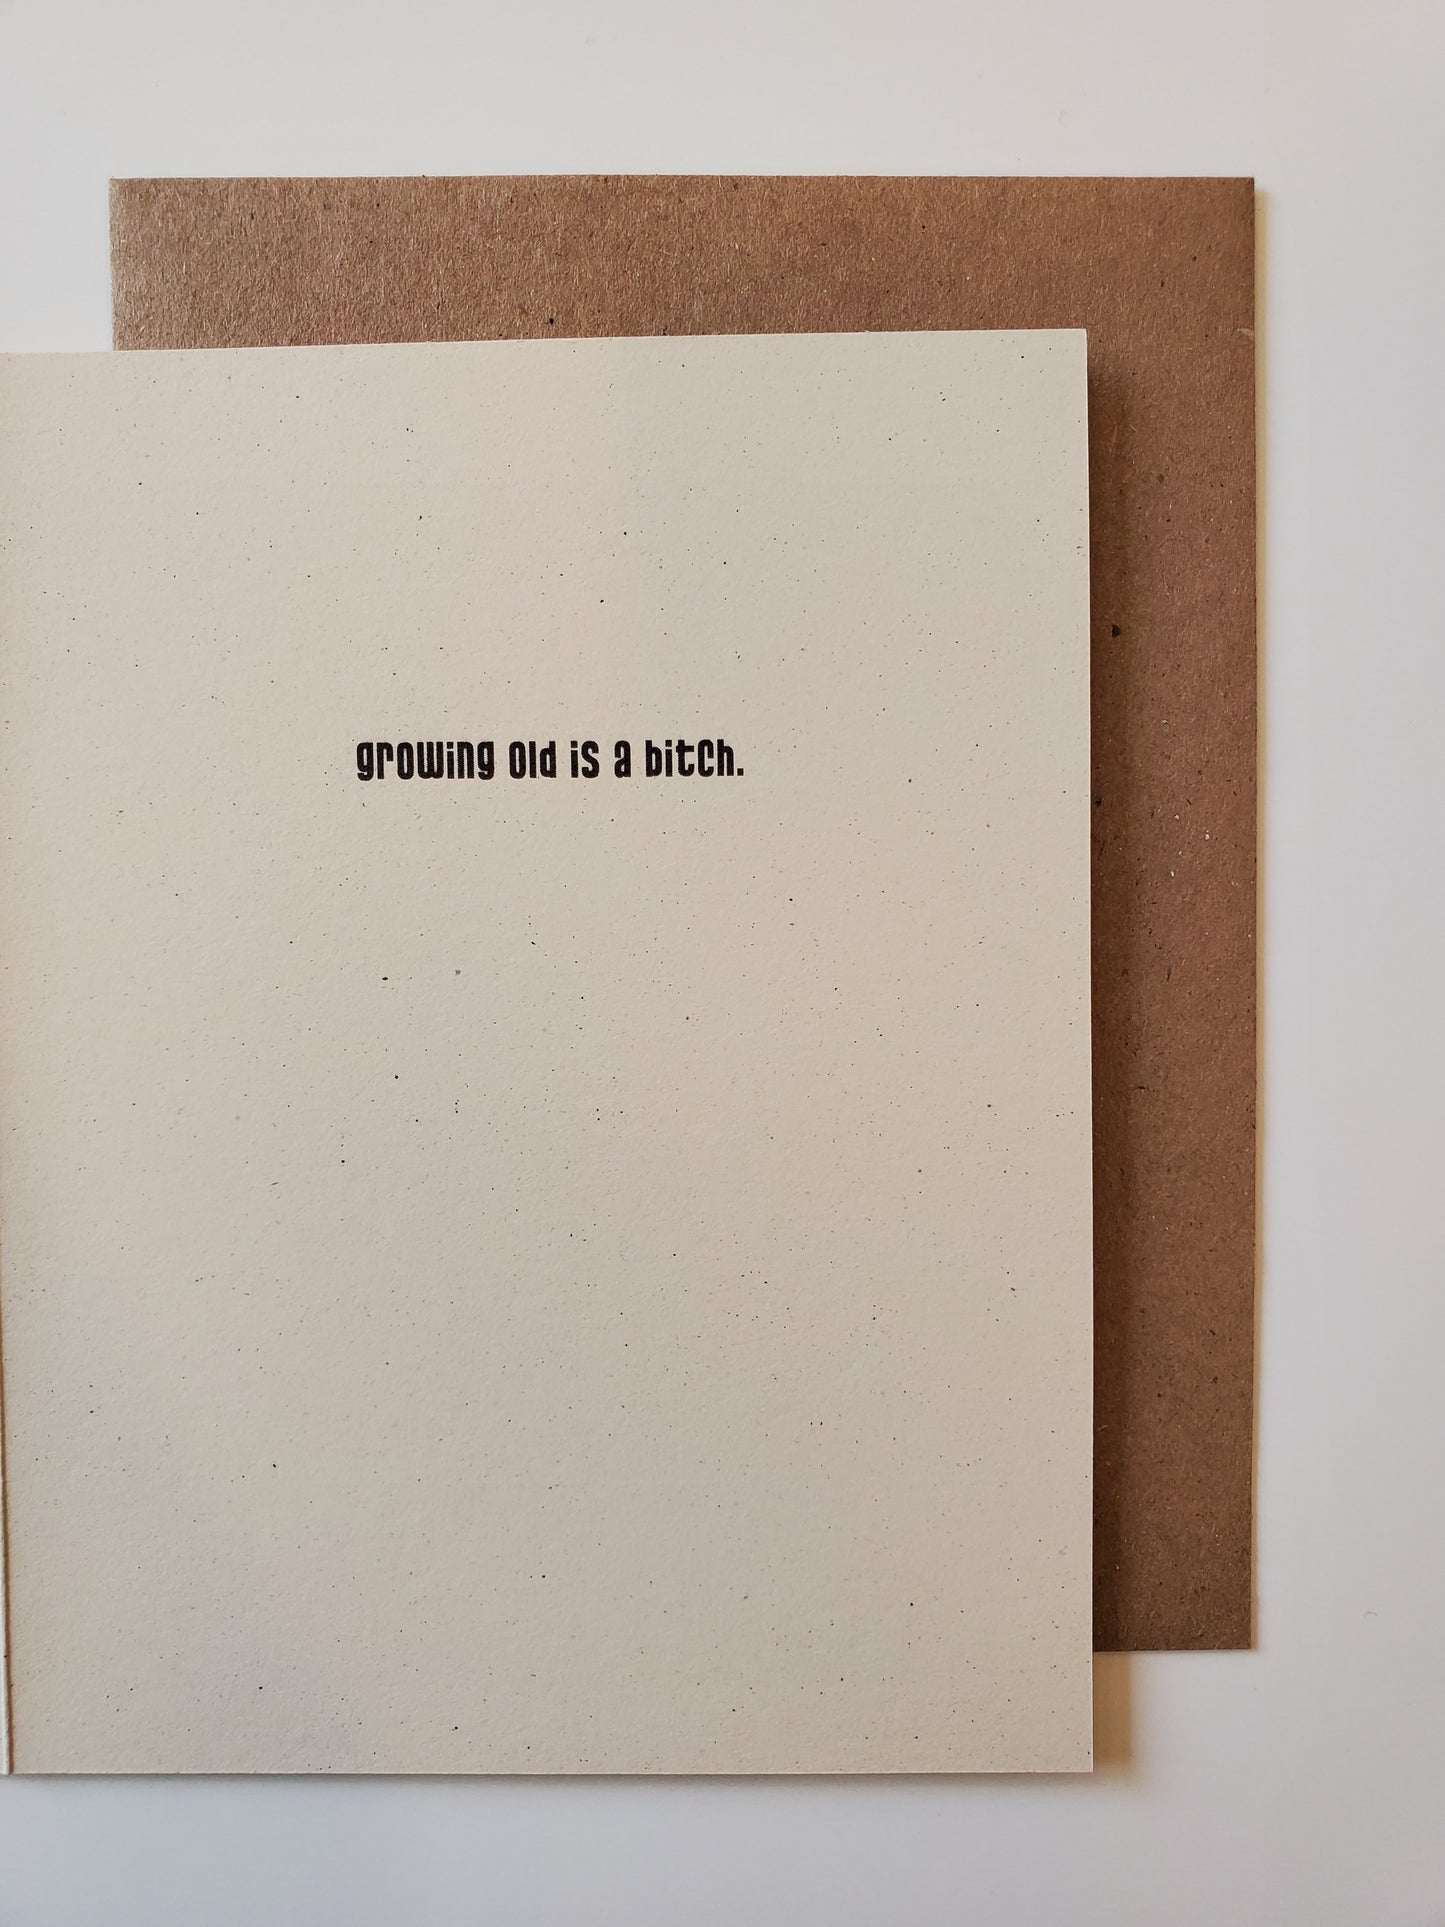 growing old is a bitch.